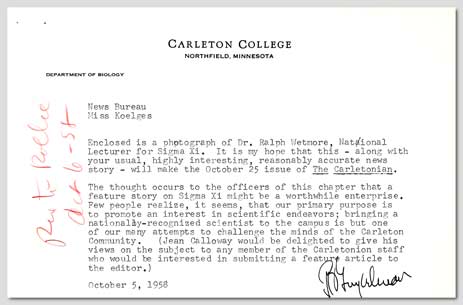 CARLETON COLLEGE
NORTHFIELD, MINNESOTA
DEPARTMENT OF BIOLOGY
News Bureau
Miss Koelges
Enclosed is a photograph of Dr. Ralph Wetmore, National
Lecturer for Sigma Xi. It is my hope that this - along with
your usual, highly interesting, reasonably accurate news
story - will make the October 25 issue of The Carletonian.
The thought occurs to the officers of this chapter that a
feature story on Sigma Xi might be a worthwhile enterprise.
Few people realize, it seems, that our primary purpose is
to promote an interest in scientific endeavors; bringing a
nationally-recognized scientist to the campus is but one
of our many attempts to challenge the minds of the Carleton
Community. (Jean Calloway would be delighted to give his
views on the subject to any member of the Carletonian staff
who would be interested in submitting a feature article to
the editor.)
October 5, 1958